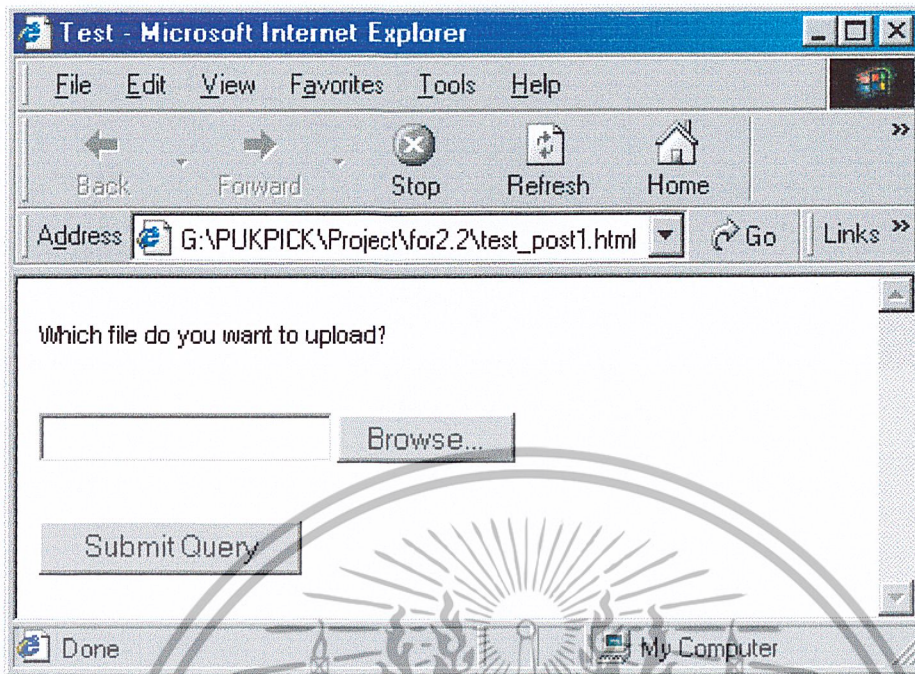 Test - Microsoft Internet Explorer
File Edit View Favorites Tools Help
Back Forward Stop Refresh Home »
Address G:\PUKPICK\Project\for2.2\test_post1.html Go Links »
Which file do you want to upload?
Browse...
Submit Query
Done My Computer